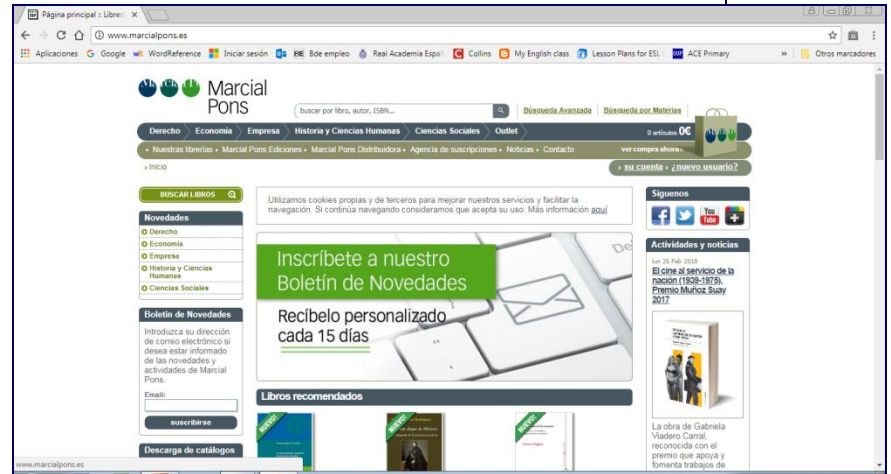 Página principal :: Librerí
www.marcialpons.es
Aplicaciones Google WordReference Iniciar sesión BE Bde empleo Real Academia Espa Collins My English class Lesson Plans for ESL ACE Primary » Otros marcadores
Marcial
Pons
buscar por libro, autor, ISBN...
Búsqueda Avanzada Búsqueda por Materias
Derecho Economía Empresa Historia y Ciencias Humanas Ciencias Sociales Outlet 0 artículos 0€
Nuestras librerías Marcial Pons Ediciones Marcial Pons Distribuidora Agencia de suscripciones Noticias Contacto ver compra ahora
› Inicio
› su cuenta › ¿nuevo usuario?
BUSCAR LIBROS
Novedades
Derecho
Economía
Empresa
Historia y Ciencias
Humanas
Ciencias Sociales
Boletín de Novedades
Introduzca su dirección
de correo electrónico si
desea estar informado
de las novedades y
actividades de Marcial
Pons.
Email:
suscribirse
Descarga de catálogos
Utilizamos cookies propias y de terceros para mejorar nuestros servicios y facilitar la
navegación. Si continúa navegando consideramos que acepta su uso. Más información aquí
Inscríbete a nuestro
Boletín de Novedades
Recíbelo personalizado
cada 15 días
De
Libros recomendados
¡NUEVO!
¡NUEVO!
¡NUEVO!
Síguenos
You
Tube
Actividades y noticias
lun 26 Feb 2018
El cine al servicio de la
nación (1939-1975),
Premio Muñoz Suay
2017
La obra de Gabriela
Viadero Carral,
reconocida con el
premio que apoya y
fomenta trabajos de
www.marcialpons.es